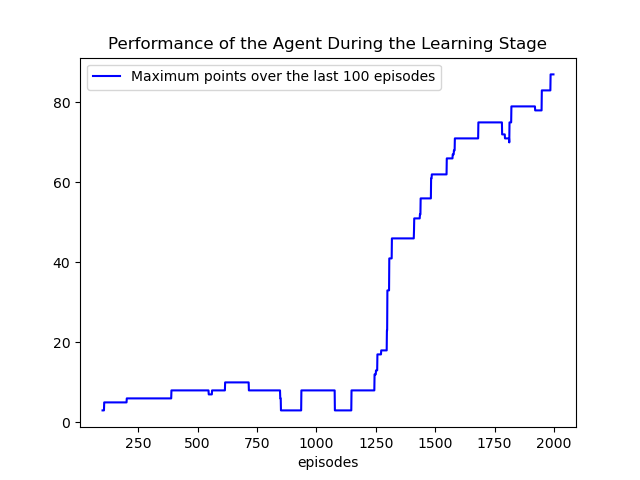 Performance of the Agent During the Learning Stage
Maximum points over the last 100 episodes
80
60
40
20
0
250 500 750 1000 1250 1500 1750 2000
episodes